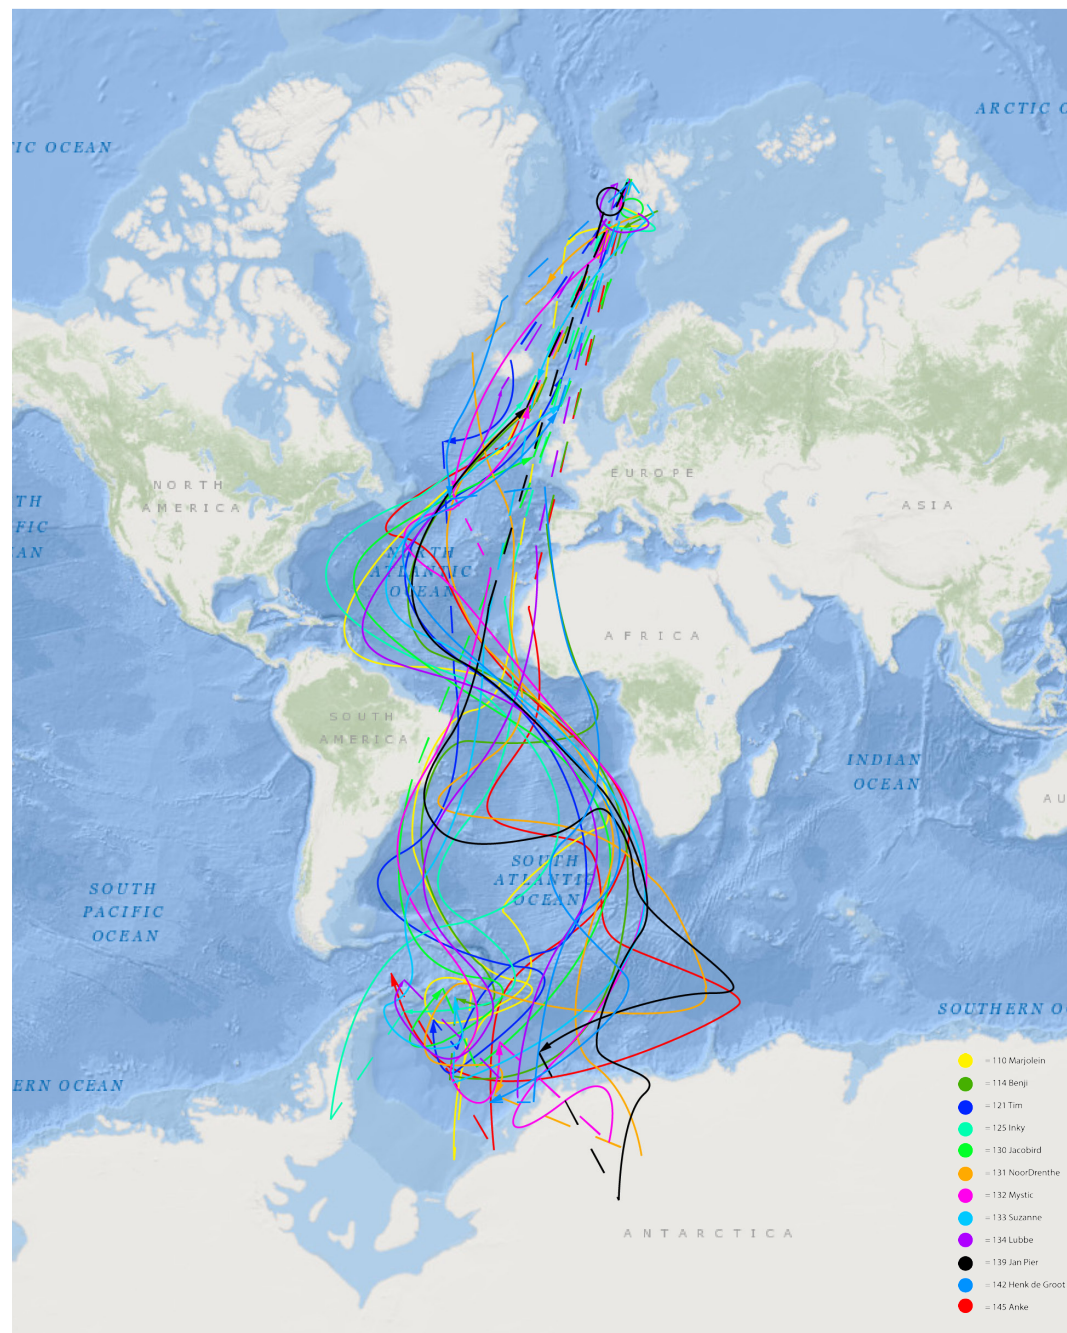 ARCTIC O
IC OCEAN
EUROPE
NORTH
AMERICA
ASIA
TH
FIC
AN
NORTH
ATLANTIC
OCEAN
AFRICA
SOUTH
AMERICA
INDIAN
OCEAN
AU
SOUTH
ATLANTIC
OCEAN
SOUTH
PACIFIC
OCEAN
SOUTHERN O
ERN OCEAN
ANTARCTICA
= 110 Marjolein
= 114 Benji
= 121 Tim
= 125 Inky
= 130 Jacobird
= 131 NoorDrenthe
= 132 Mystic
= 133 Suzanne
= 134 Lubbe
= 139 Jan Pier
= 142 Henk de Groot
= 145 Anke